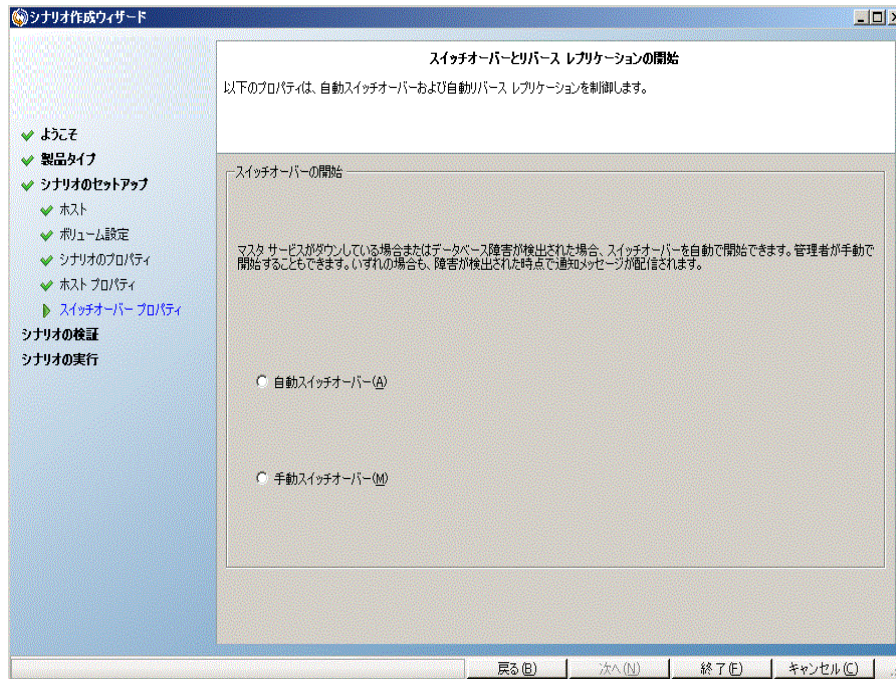 シナリオ作成ウィザード
スイッチオーバーとリバース レプリケーションの開始
以下のプロパティは、自動スイッチオーバーおよび自動リバース レプリケーションを制御します。
ようこそ
製品タイプ
シナリオのセットアップ
ホスト
ボリューム設定
シナリオのプロパティ
ホスト プロパティ
スイッチオーバー プロパティ
シナリオの検証
シナリオの実行
スイッチオーバーの開始
マスタ サービスがダウンしている場合またはデータベース障害が検出された場合、スイッチオーバーを自動で開始できます。管理者が手動で
開始することもできます。いずれの場合も、障害が検出された時点で通知メッセージが配信されます。
自動スイッチオーバー(A)
手動スイッチオーバー(M)
戻る(B)
次へ(N)
終了(F)
キャンセル(C)